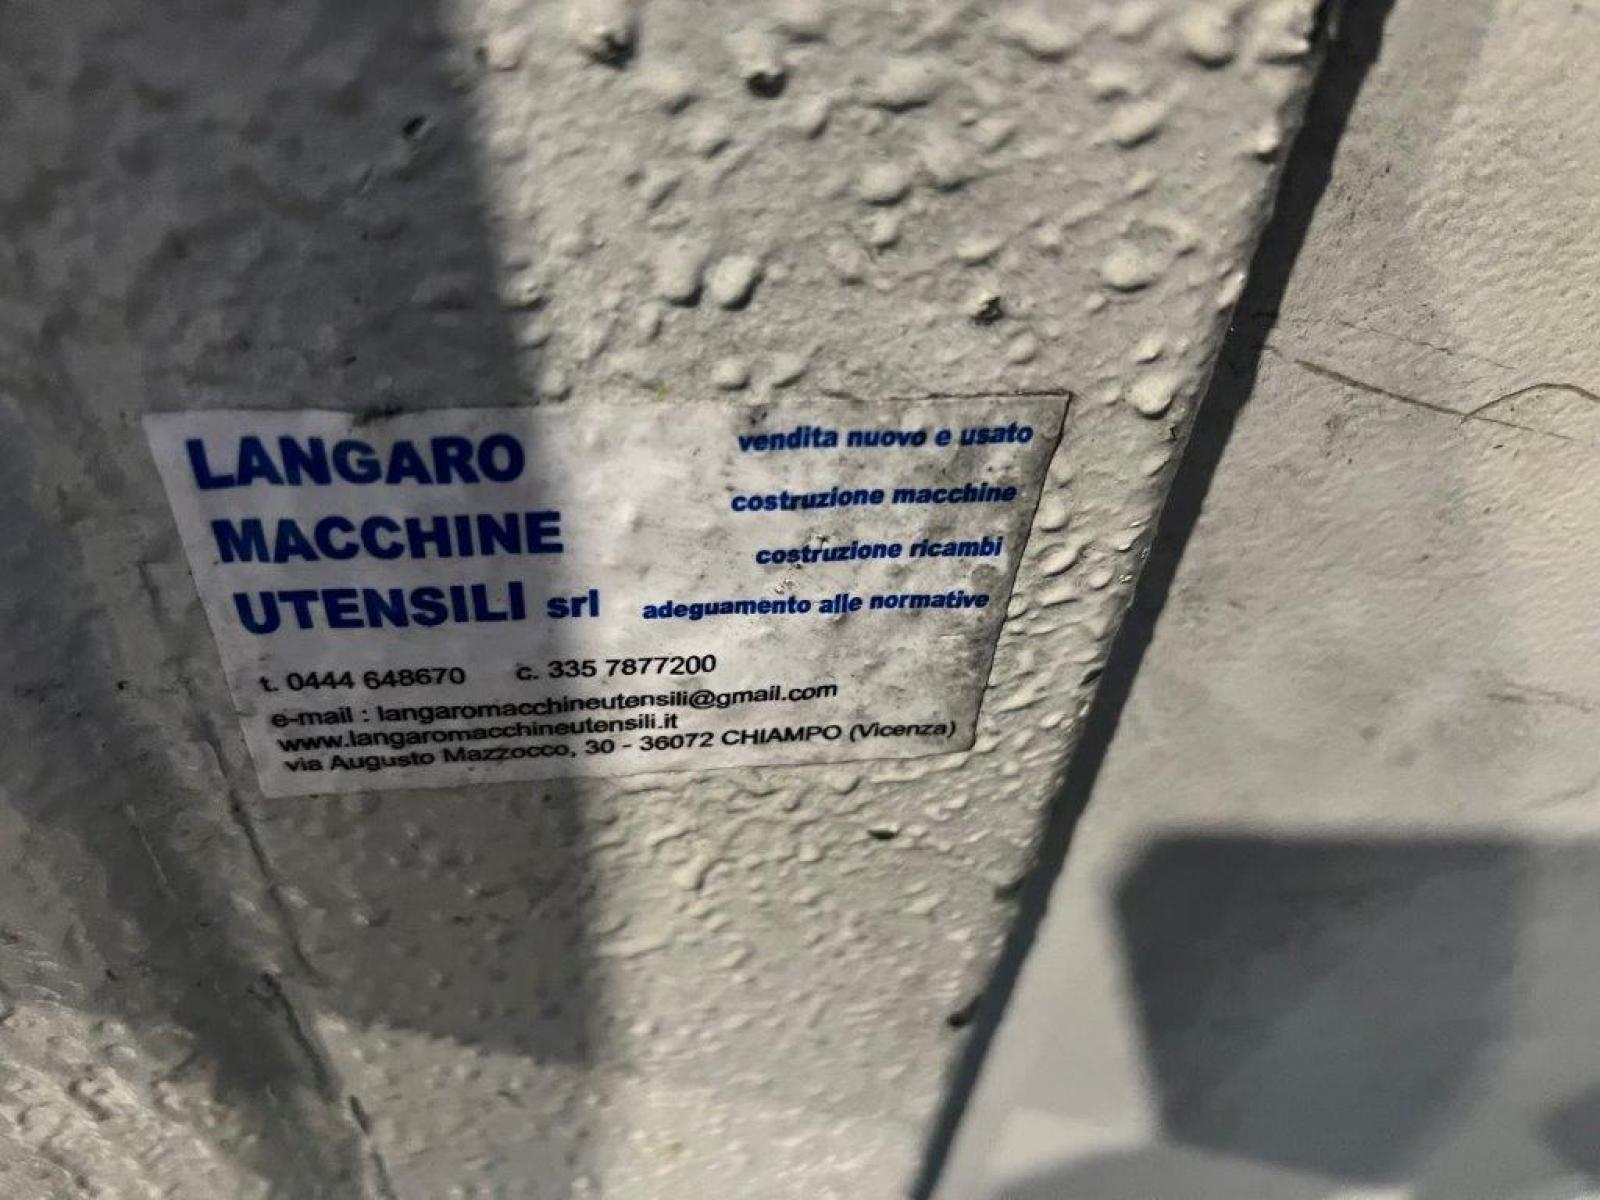 LANGARO
MACCHINE
UTENSILI srl
vendita nuovo e usato
costruzione macchine
costruzione ricambi
adeguamento alle normative
t. 0444 648670 c. 335 7877200
e-mail : langaromacchineutensili@gmail.com
www.langaromacchineutensili.it
via Augusto Mazzocco, 30 - 36072 CHIAMPO (Vicenza)